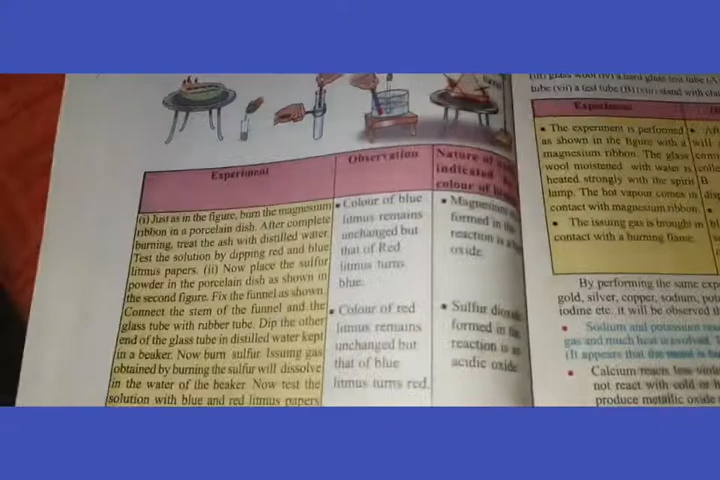 Experiment
(i) Just as in the figure, burn the magnesium
ribbon in a porcelain dish. After complete
burning, treat the ash with distilled water.
Test the solution by dipping red and blue
litmus papers. (ii) Now place the sulfur
powder in the porcelain dish as shown in
the second figure. Fix the funnel as shown.
Connect the stem of the funnel and the
glass tube with rubber tube. Dip the other
end of the glass tube in distilled water kept
in a beaker. Now burn sulfur. Issuing gas
obtained by burning the sulfur will dissolve
in the water of the beaker. Now test the
solution with blue and red litmus papers
Observation
• Colour of blue
litmus remains
unchanged but
that of Red
litmus turns
blue.
• Colour of red
litmus remains
unchanged but
that of blue
litmus turns red.
Nature of
indicated
colour of
• Magnesium
formed in the
reaction is a
oxide.
• Sulfur
formed in
reaction is
acidic oxide
glass wool (iv) a hard glass test tube
tube (vii) a test tube (B) (viii) stand with
Experiment
• The experiment is performed
as shown in the figure with a
magnesium ribbon. The glass
wool moistened with water is
heated strongly with the spirit
lamp. The hot vapour comes in
contact with magnesium ribbon.
• The issuing gas is brought in
contact with a burning flame.
will
B
By performing the same
gold, silver, copper, sodium,
iodine etc. it will be observed
• Sodium and potassium
gas and much heat is evolved.
(It appears that the metal is
• Calcium reacts less
not react with cold or
produce metallic oxide